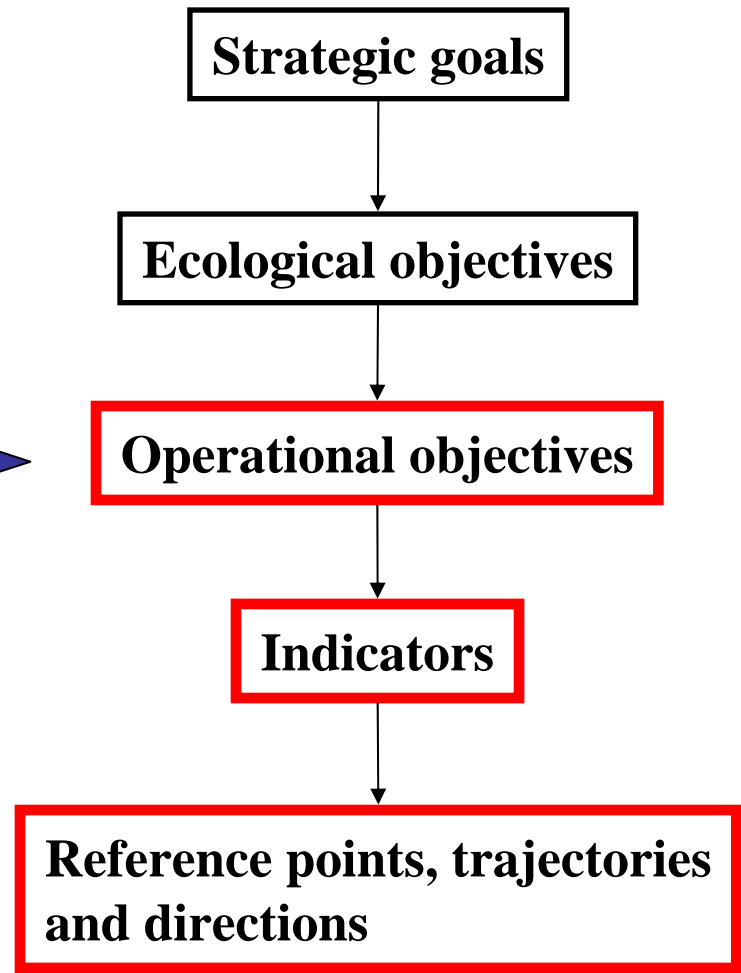 Strategic goals
Ecological objectives
Operational objectives
Indicators
Reference points, trajectories
and directions